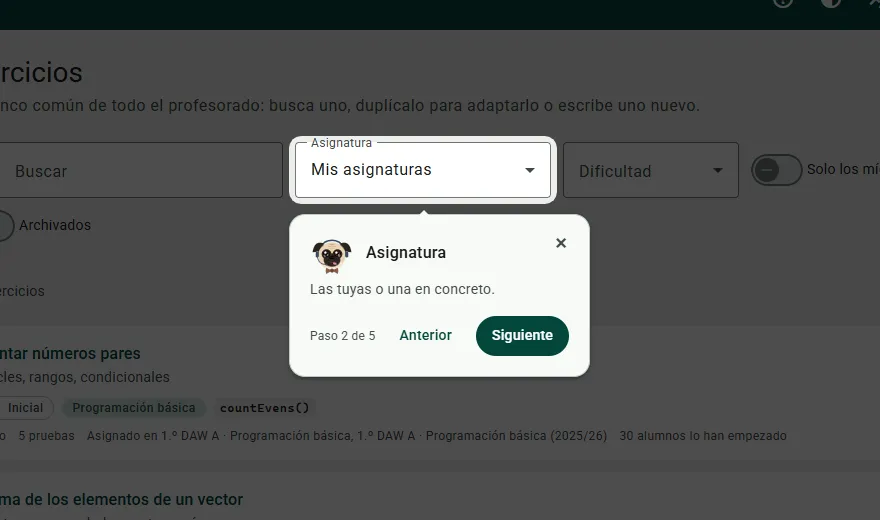 rcicios
nco común de todo el profesorado: busca uno, duplícalo para adaptarlo o escribe uno nuevo.
Asignatura
Buscar
Mis asignaturas
Dificultad
Solo los mí
Archivados
Asignatura
ercicios
Las tuyas o una en concreto.
Paso 2 de 5
Anterior
Siguiente
ntar números pares
cles, rangos, condicionales
Inicial
Programación básica
countEvens()
o 5 pruebas Asignado en 1.º DAW A · Programación básica, 1.º DAW A · Programación básica (2025/26) 30 alumnos lo han empezado
ma de los elementos de un vector